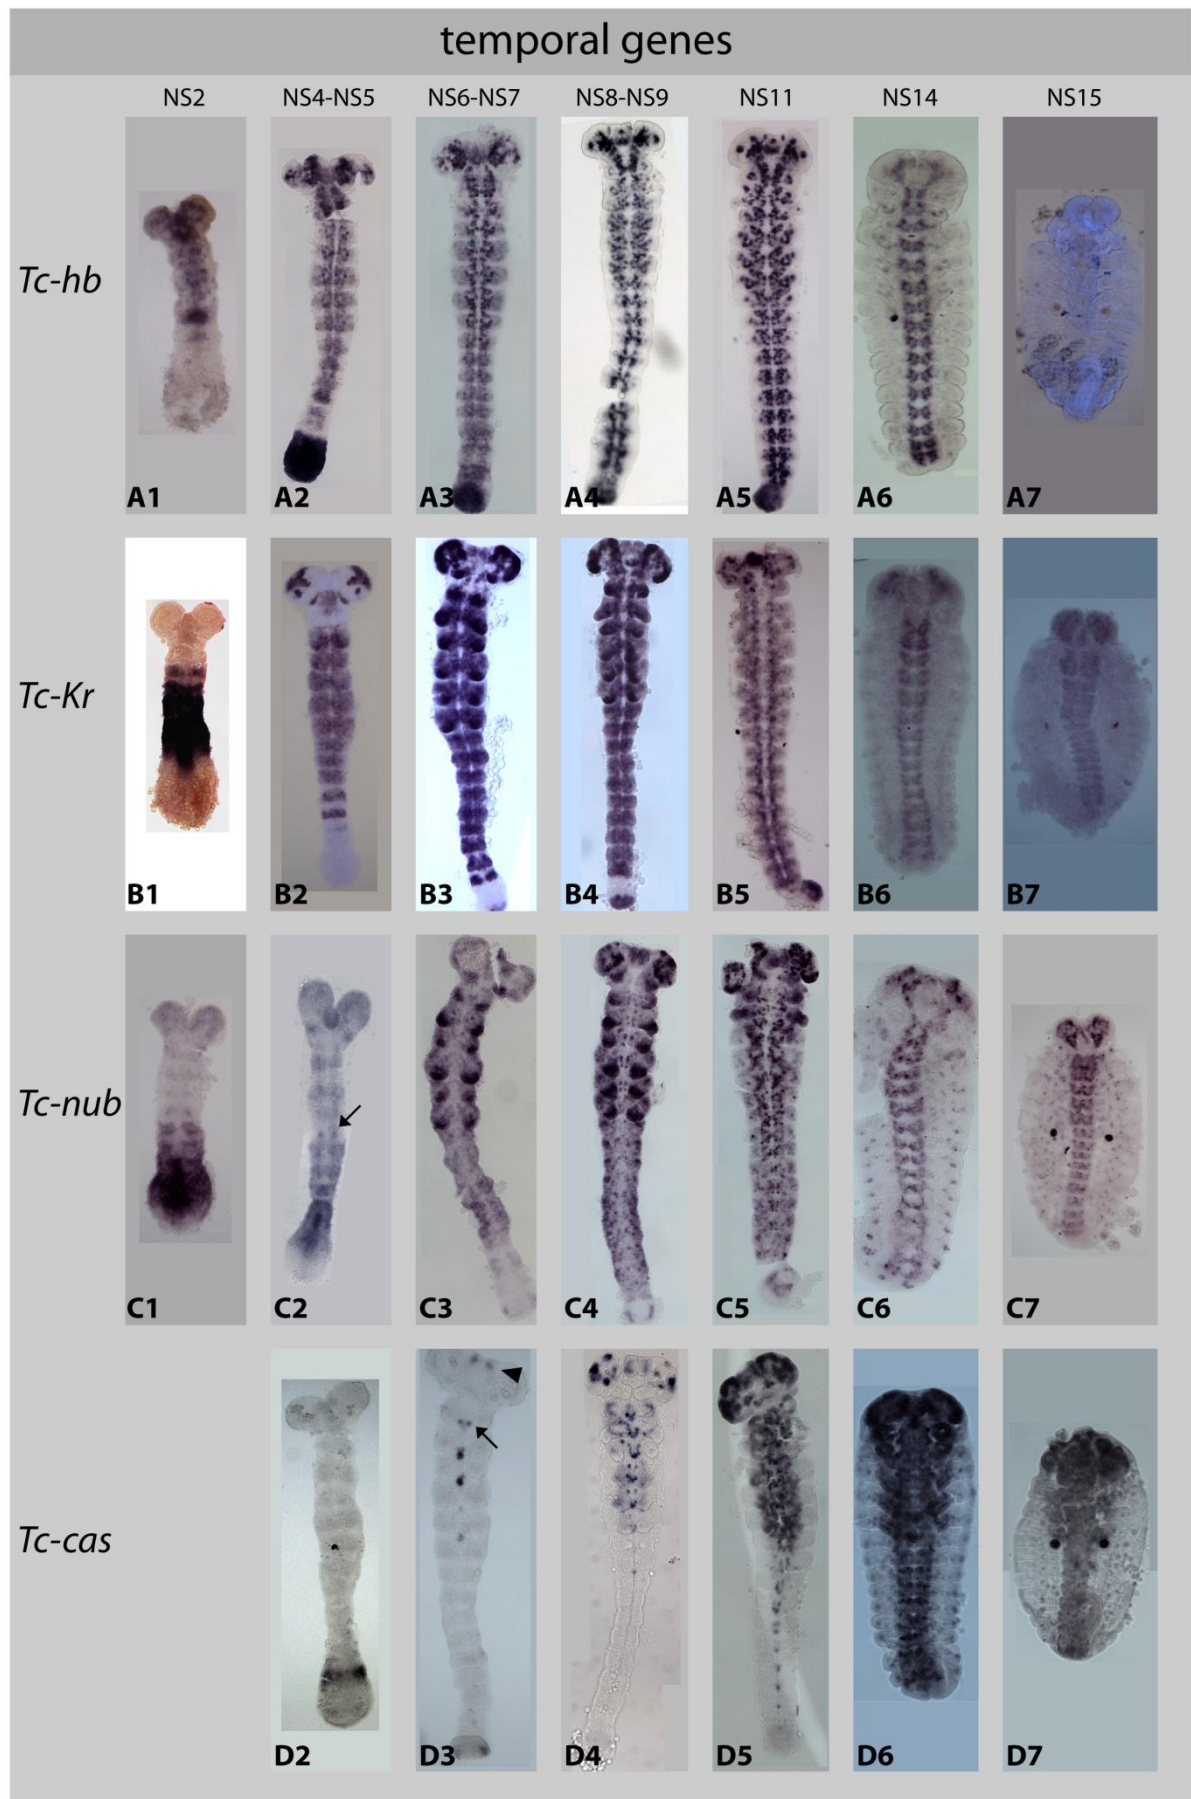 temporal genes
NS2 NS4-NS5 NS6-NS7 NS8-NS9 NS11 NS14 NS15
Tc-hb
A1 A2 A3 A4 A5 A6 A7
Tc-Kr
B1 B2 B3 B4 B5 B6 B7
Tc-nub
C1 C2 C3 C4 C5 C6 C7
Tc-cas
D2 D3 D4 D5 D6 D7